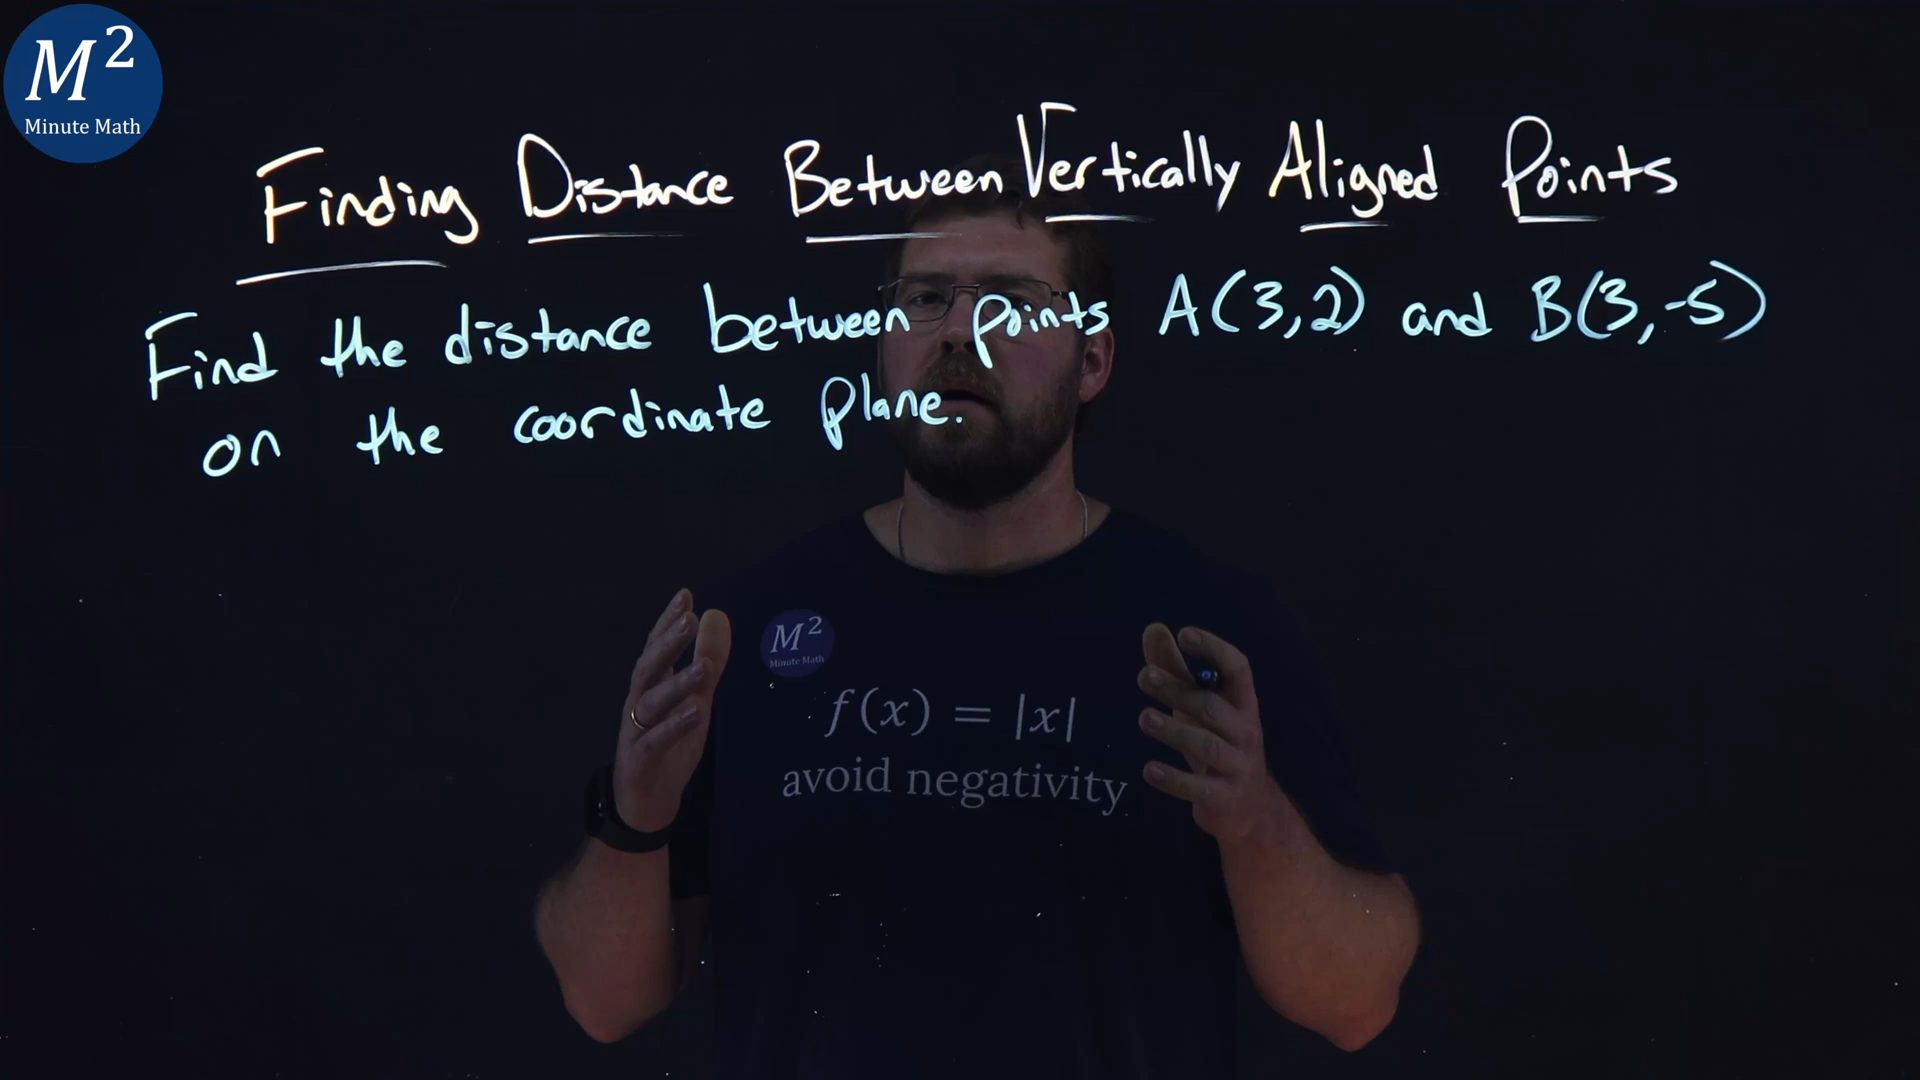 M²
Minute Math
Finding Distance Between Vertically Aligned Points
Find the distance between points A(3,2) and B(3,-5)
on the coordinate plane.
M²
Minute Math
f(x) = |x|
avoid negativity